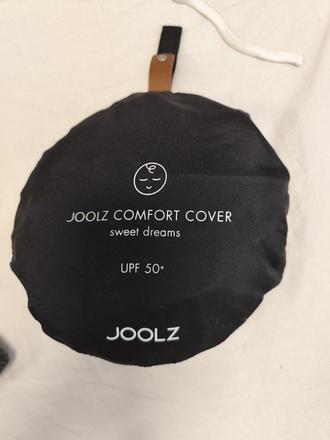 JOOLZ COMFORT COVER
sweet dreams
UPF 50+
JOOLZ